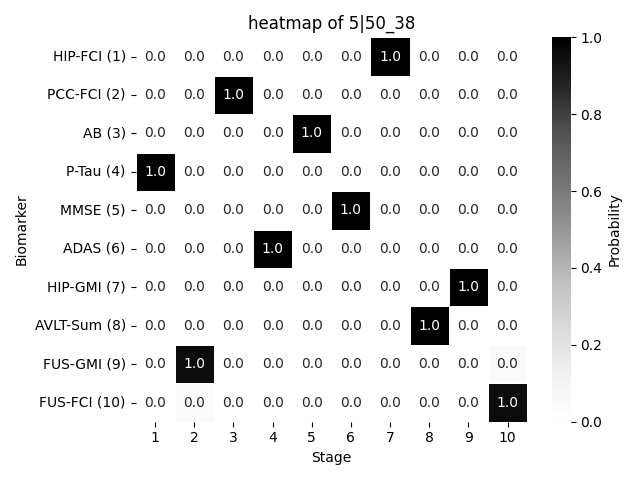 heatmap of 5|50_38
HIP-FCI (1) 0.0 0.0 0.0 0.0 0.0 0.0 1.0 0.0 0.0 0.0
PCC-FCI (2) 0.0 0.0 1.0 0.0 0.0 0.0 0.0 0.0 0.0 0.0
AB (3) 0.0 0.0 0.0 0.0 1.0 0.0 0.0 0.0 0.0 0.0
P-Tau (4) 1.0 0.0 0.0 0.0 0.0 0.0 0.0 0.0 0.0 0.0
MMSE (5) 0.0 0.0 0.0 0.0 0.0 1.0 0.0 0.0 0.0 0.0
ADAS (6) 0.0 0.0 0.0 1.0 0.0 0.0 0.0 0.0 0.0 0.0
HIP-GMI (7) 0.0 0.0 0.0 0.0 0.0 0.0 0.0 0.0 1.0 0.0
AVLT-Sum (8) 0.0 0.0 0.0 0.0 0.0 0.0 0.0 1.0 0.0 0.0
FUS-GMI (9) 0.0 1.0 0.0 0.0 0.0 0.0 0.0 0.0 0.0 0.0
FUS-FCI (10) 0.0 0.0 0.0 0.0 0.0 0.0 0.0 0.0 0.0 1.0
1 2 3 4 5 6 7 8 9 10
Stage
Biomarker
1.0
0.8
0.6
0.4
0.2
0.0
Probability